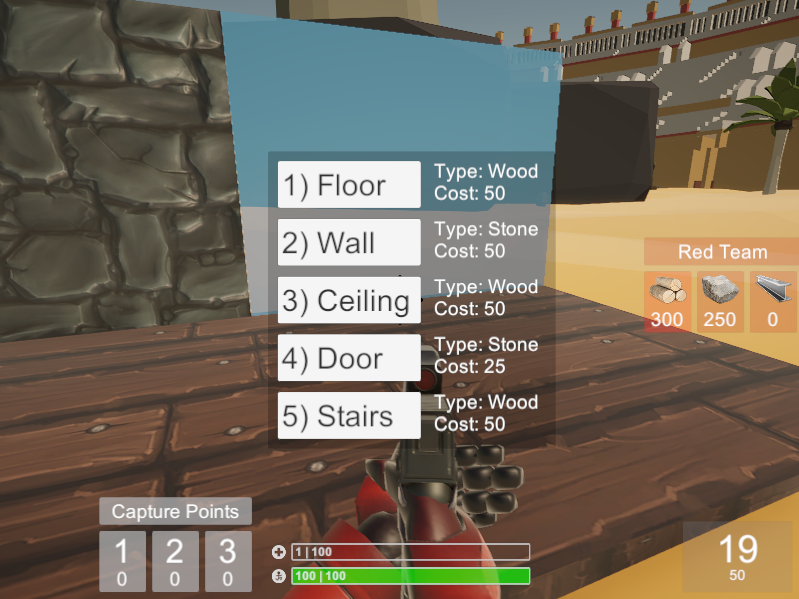 1) Floor
Type: Wood
Cost: 50
2) Wall
Type: Stone
Cost: 50
3) Ceiling
Type: Wood
Cost: 50
4) Door
Type: Stone
Cost: 25
5) Stairs
Type: Wood
Cost: 50
Red Team
300 250 0
Capture Points
1 2 3
0 0 0
1 | 100
100 | 100
19
50